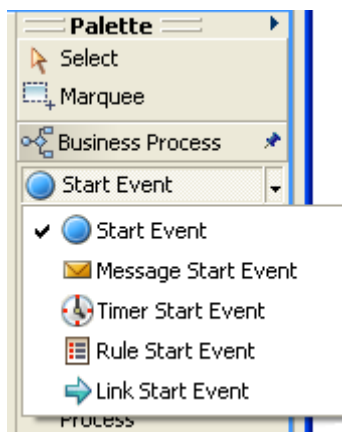 Palette
Select
Marquee
Business Process
Start Event
Start Event
Message Start Event
Timer Start Event
Rule Start Event
Link Start Event
Process